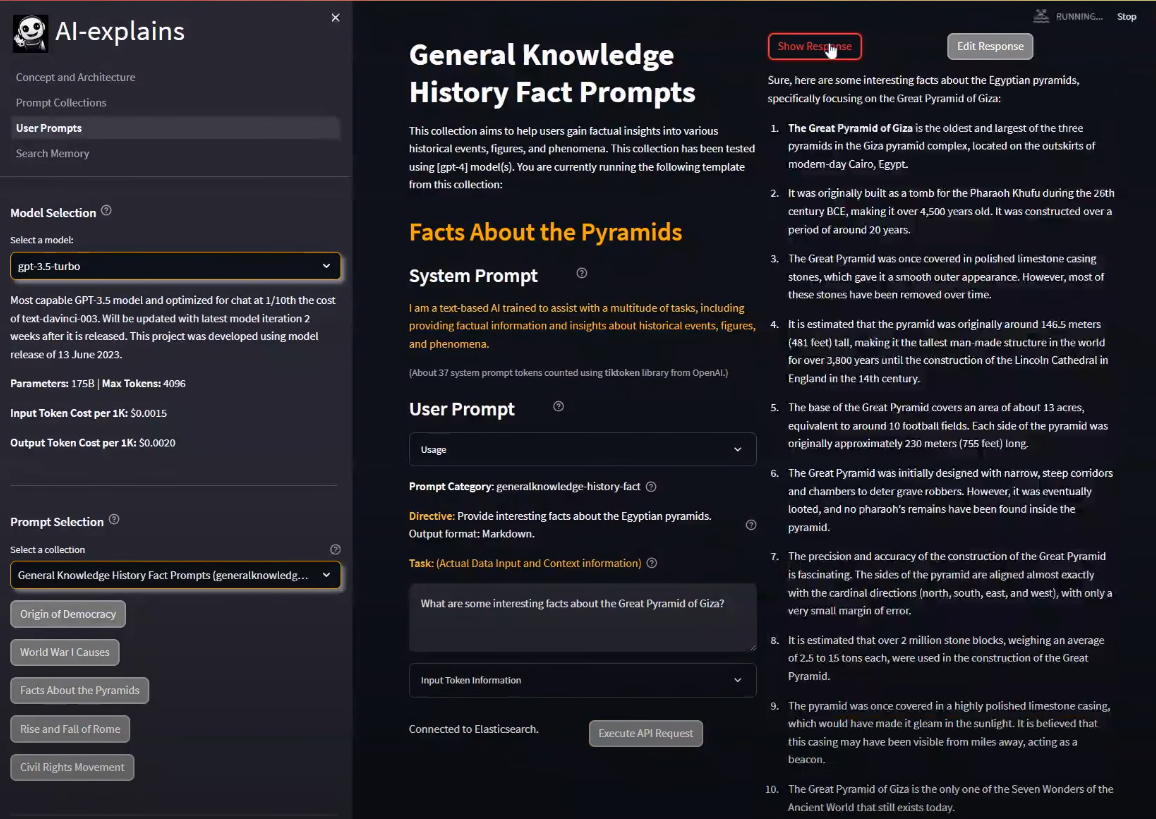 AI-explains
Concept and Architecture
Prompt Collections
User Prompts
Search Memory
Model Selection
Select a model:
gpt-3.5-turbo
Most capable GPT-3.5 model and optimized for chat at 1/10th the cost
of text-davinci-003. Will be updated with latest model iteration 2
weeks after it is released. This project was developed using model
release of 13 June 2023.
Parameters: 175B | Max Tokens: 4096
Input Token Cost per 1K: $0.0015
Output Token Cost per 1K: $0.0020
Prompt Selection
Select a collection
General Knowledge History Fact Prompts (generalknowledg...
Origin of Democracy
World War I Causes
Facts About the Pyramids
Rise and Fall of Rome
Civil Rights Movement
General Knowledge
History Fact Prompts
This collection aims to help users gain factual insights into various
historical events, figures, and phenomena. This collection has been tested
using [gpt-4] model(s). You are currently running the following template
from this collection:
Facts About the Pyramids
System Prompt
I am a text-based AI trained to assist with a multitude of tasks, including
providing factual information and insights about historical events, figures,
and phenomena.
(About 37 system prompt tokens counted using tiktoken library from OpenAI.)
User Prompt
Usage
Prompt Category: generalknowledge-history-fact
Directive: Provide interesting facts about the Egyptian pyramids.
Output format: Markdown.
Task: (Actual Data Input and Context information)
What are some interesting facts about the Great Pyramid of Giza?
Input Token Information
Connected to Elasticsearch.
Execute API Request
RUNNING...
Stop
Show Response
Edit Response
Sure, here are some interesting facts about the Egyptian pyramids,
specifically focusing on the Great Pyramid of Giza:
1. The Great Pyramid of Giza is the oldest and largest of the three
pyramids in the Giza pyramid complex, located on the outskirts of
modern-day Cairo, Egypt.
2. It was originally built as a tomb for the Pharaoh Khufu during the 26th
century BCE, making it over 4,500 years old. It was constructed over a
period of around 20 years.
3. The Great Pyramid was once covered in polished limestone casing
stones, which gave it a smooth outer appearance. However, most of
these stones have been removed over time.
4. It is estimated that the pyramid was originally around 146.5 meters
(481 feet) tall, making it the tallest man-made structure in the world
for over 3,800 years until the construction of the Lincoln Cathedral in
England in the 14th century.
5. The base of the Great Pyramid covers an area of about 13 acres,
equivalent to around 10 football fields. Each side of the pyramid was
originally approximately 230 meters (755 feet) long.
6. The Great Pyramid was initially designed with narrow, steep corridors
and chambers to deter grave robbers. However, it was eventually
looted, and no pharaoh's remains have been found inside the
pyramid.
7. The precision and accuracy of the construction of the Great Pyramid
is fascinating. The sides of the pyramid are aligned almost exactly
with the cardinal directions (north, south, east, and west), with only a
very small margin of error.
8. It is estimated that over 2 million stone blocks, weighing an average
of 2.5 to 15 tons each, were used in the construction of the Great
Pyramid.
9. The pyramid was once covered in a highly polished limestone casing,
which would have made it gleam in the sunlight. It is believed that
this casing may have been visible from miles away, acting as a
beacon.
10. The Great Pyramid of Giza is the only one of the Seven Wonders of the
Ancient World that still exists today.